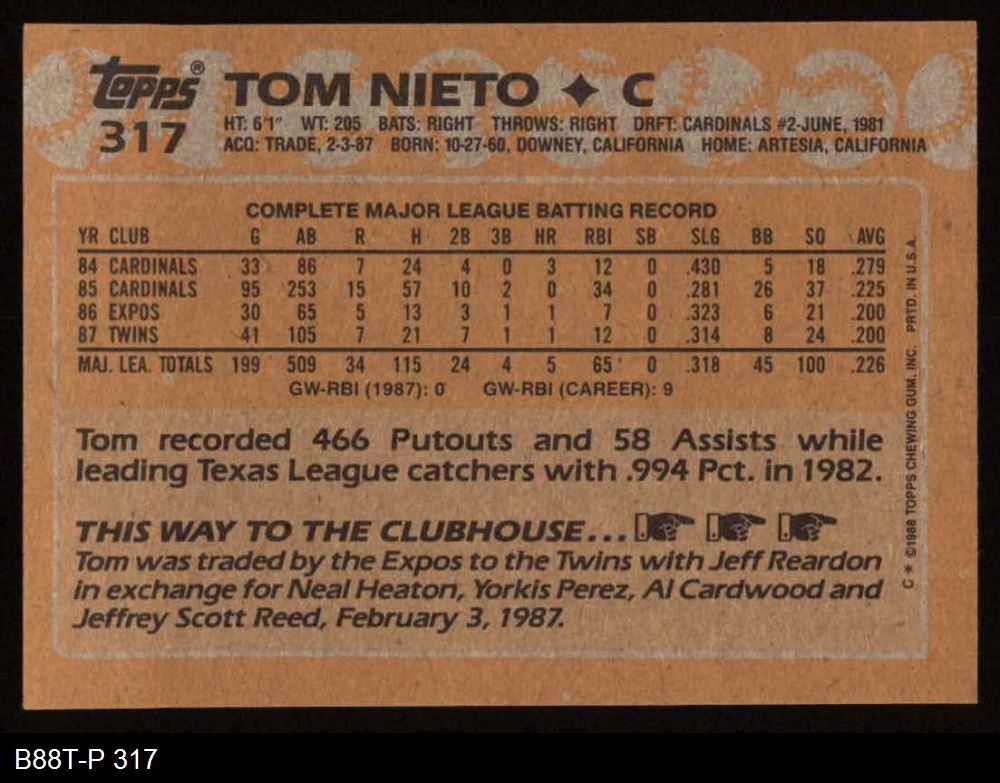 Topps® TOM NIETO ✦ C
317 HT: 6'1" WT: 205 BATS: RIGHT THROWS: RIGHT DRFT: CARDINALS #2-JUNE, 1981
ACQ: TRADE, 2-3-87 BORN: 10-27-60, DOWNEY, CALIFORNIA HOME: ARTESIA, CALIFORNIA
COMPLETE MAJOR LEAGUE BATTING RECORD
YR CLUB G AB R H 2B 3B HR RBI SB SLG BB SO AVG
84 CARDINALS 33 86 7 24 4 0 3 12 0 .430 5 18 .279
85 CARDINALS 95 253 15 57 10 2 0 34 0 .281 26 37 .225
86 EXPOS 30 65 5 13 3 1 1 7 0 .323 6 21 .200
87 TWINS 41 105 7 21 7 1 1 12 0 .314 8 24 .200
MAJ. LEA. TOTALS 199 509 34 115 24 4 5 65 0 .318 45 100 .226
GW-RBI (1987): 0 GW-RBI (CAREER): 9
Tom recorded 466 Putouts and 58 Assists while
leading Texas League catchers with .994 Pct. in 1982.
THIS WAY TO THE CLUBHOUSE...
Tom was traded by the Expos to the Twins with Jeff Reardon
in exchange for Neal Heaton, Yorkis Perez, Al Cardwood and
Jeffrey Scott Reed, February 3, 1987.
C* ©1988 TOPPS CHEWING GUM, INC. PRTD. IN U.S.A.
B88T-P 317